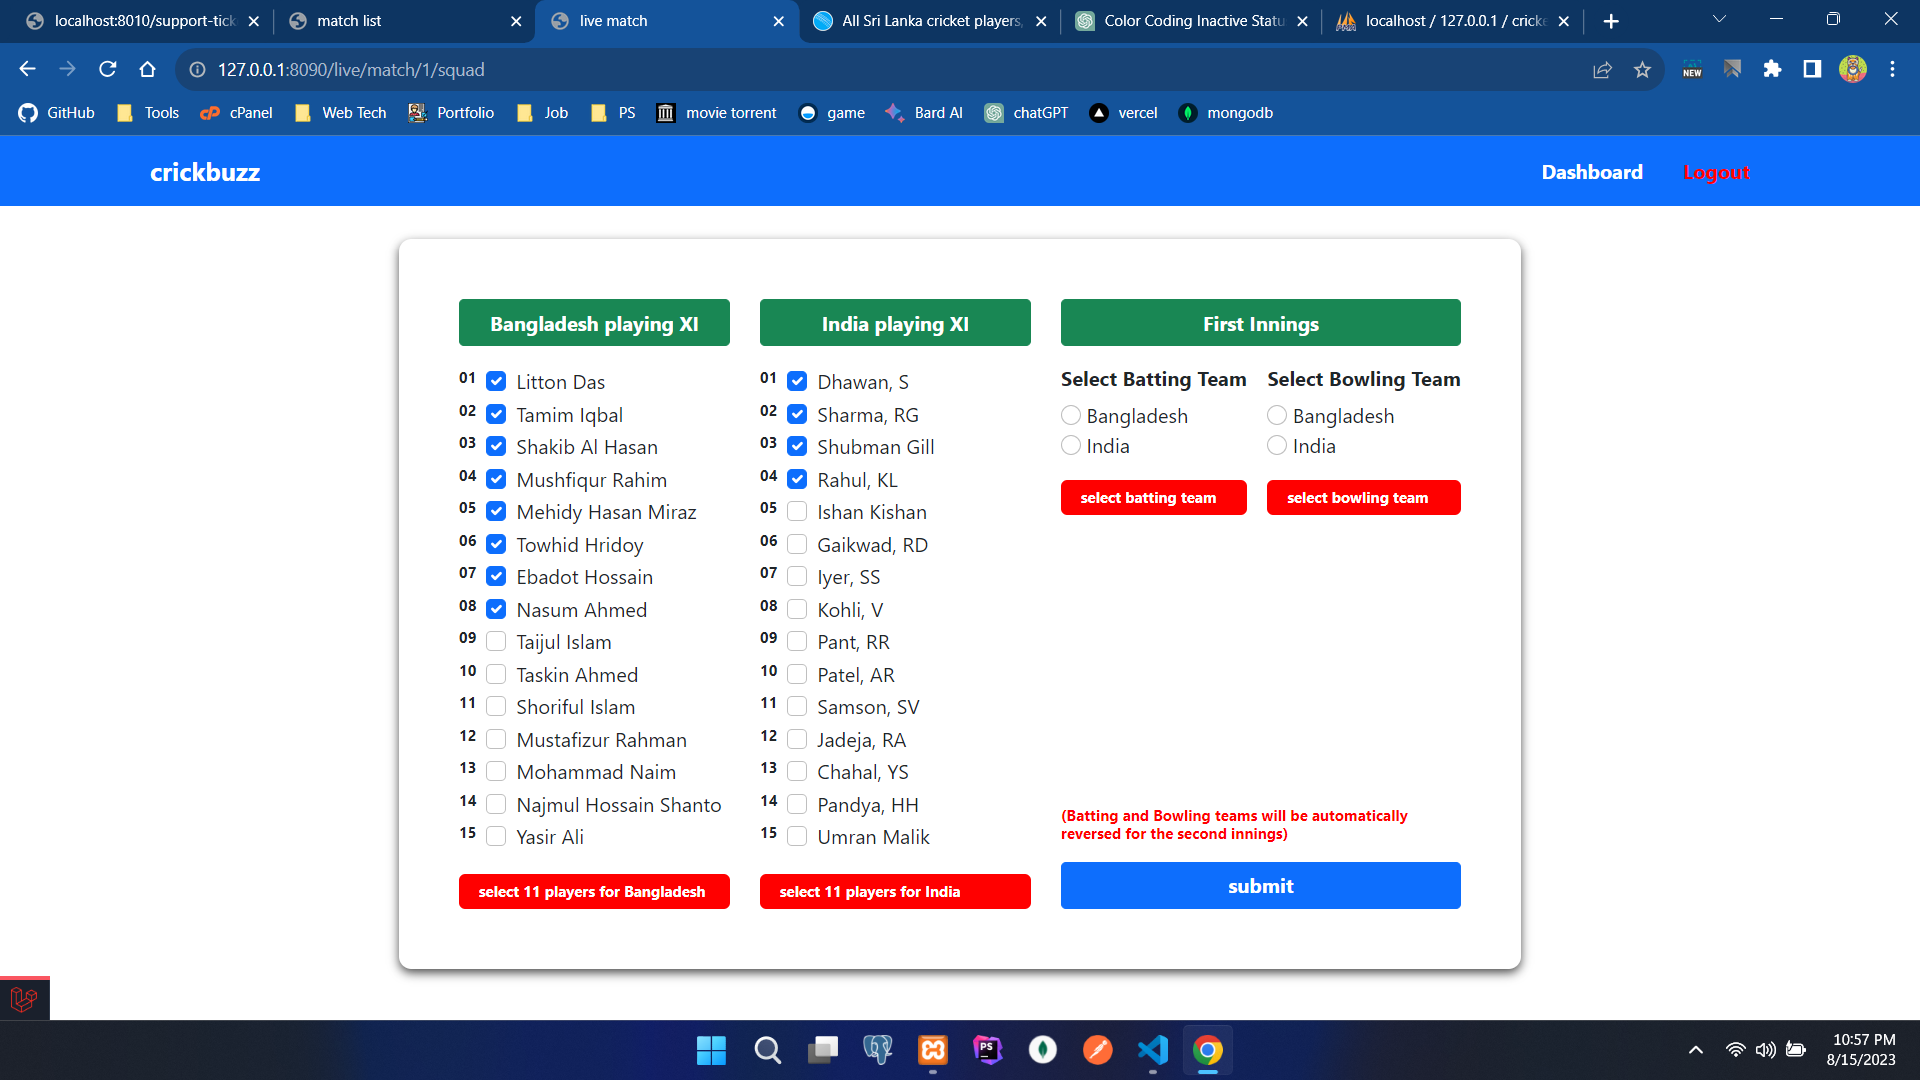 localhost:8010/support-tick
match list
live match
All Sri Lanka cricket players,
Color Coding Inactive Statu
localhost / 127.0.0.1 / cricke
127.0.0.1:8090/live/match/1/squad
NEW
GitHub
Tools
cPanel
Web Tech
Portfolio
Job
PS
movie torrent
game
Bard AI
chatGPT
vercel
mongodb
crickbuzz
Dashboard
Logout
Bangladesh playing XI
01 Litton Das
02 Tamim Iqbal
03 Shakib Al Hasan
04 Mushfiqur Rahim
05 Mehidy Hasan Miraz
06 Towhid Hridoy
07 Ebadot Hossain
08 Nasum Ahmed
09 Taijul Islam
10 Taskin Ahmed
11 Shoriful Islam
12 Mustafizur Rahman
13 Mohammad Naim
14 Najmul Hossain Shanto
15 Yasir Ali
select 11 players for Bangladesh
India playing XI
01 Dhawan, S
02 Sharma, RG
03 Shubman Gill
04 Rahul, KL
05 Ishan Kishan
06 Gaikwad, RD
07 Iyer, SS
08 Kohli, V
09 Pant, RR
10 Patel, AR
11 Samson, SV
12 Jadeja, RA
13 Chahal, YS
14 Pandya, HH
15 Umran Malik
select 11 players for India
First Innings
Select Batting Team
Bangladesh
India
select batting team
Select Bowling Team
Bangladesh
India
select bowling team
(Batting and Bowling teams will be automatically
reversed for the second innings)
submit
PS
10:57 PM
8/15/2023